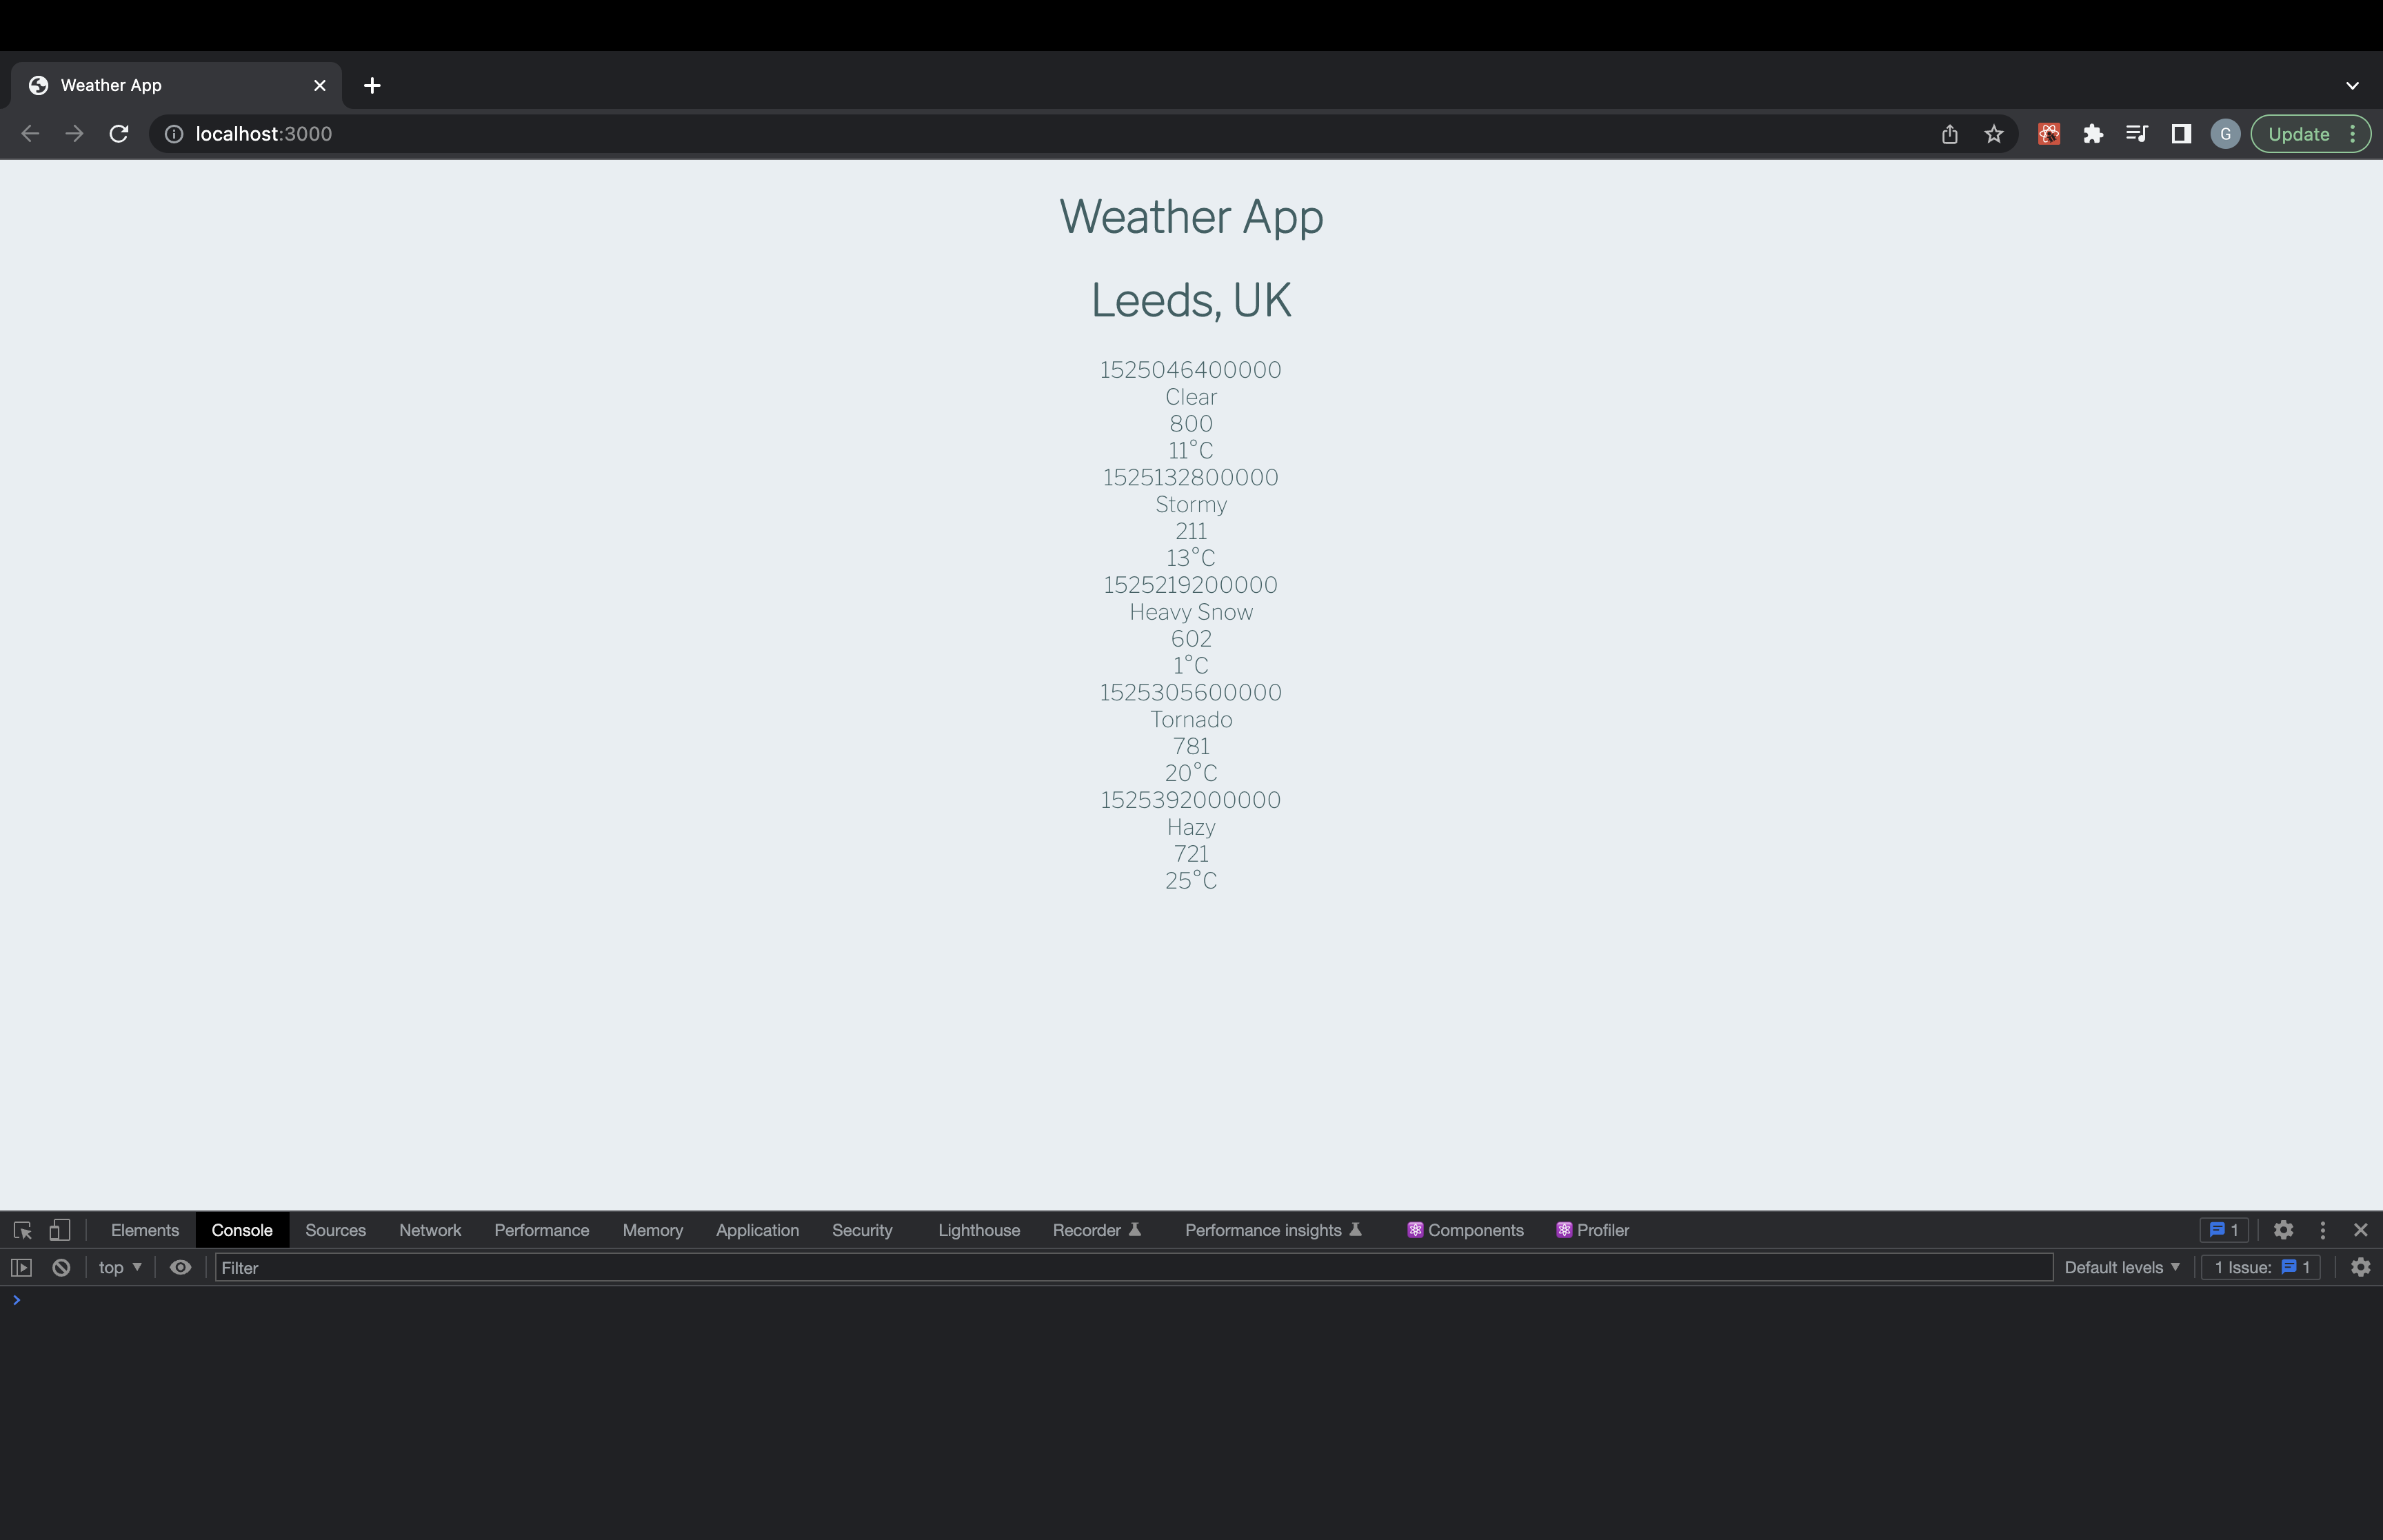 Weather App
localhost:3000
G
Update
Weather App
Leeds, UK
1525046400000
Clear
800
11°C
1525132800000
Stormy
211
13°C
1525219200000
Heavy Snow
602
1°C
1525305600000
Tornado
781
20°C
1525392000000
Hazy
721
25°C
Elements Console Sources Network Performance Memory Application Security Lighthouse Recorder Performance insights Components Profiler 1
top Filter Default levels 1 Issue: 1